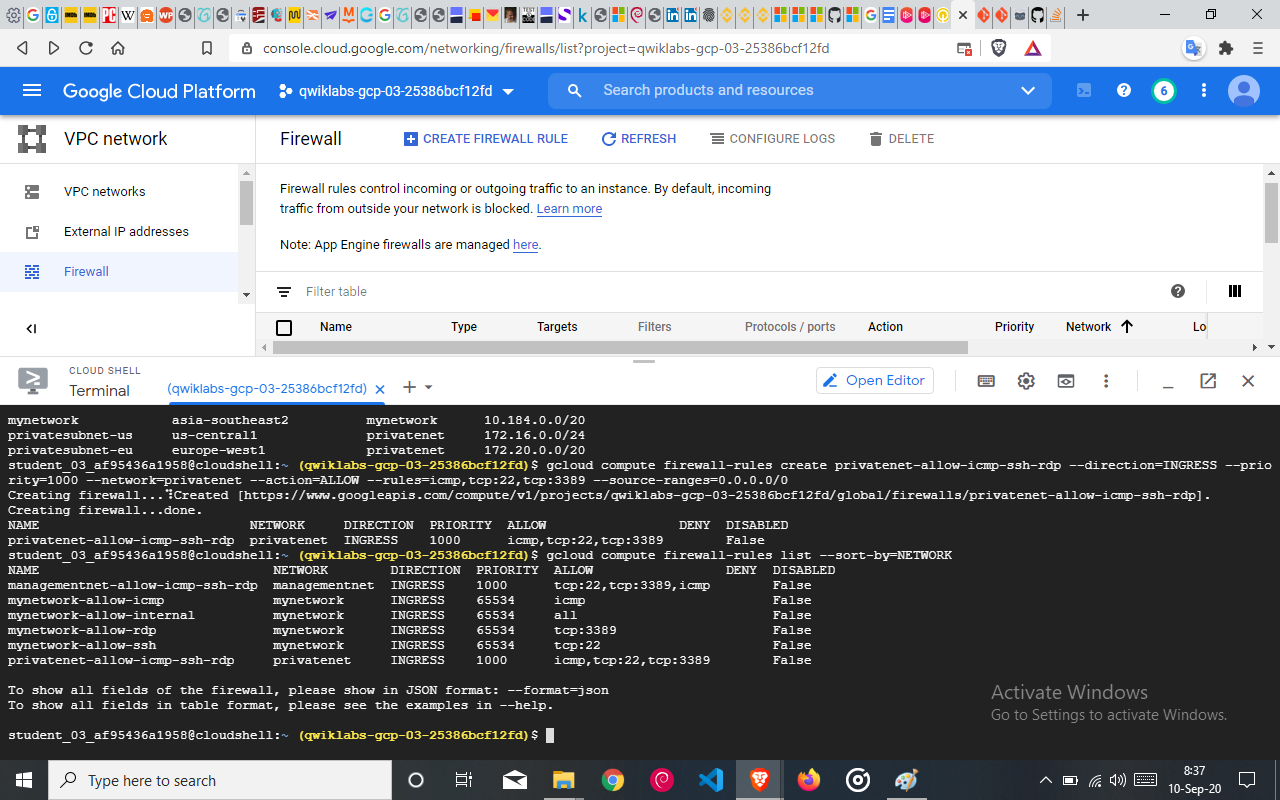 console.cloud.google.com/networking/firewalls/list?project=qwiklabs-gcp-03-25386bcf12fd
Google Cloud Platform
qwiklabs-gcp-03-25386bcf12fd
Search products and resources
6
VPC network
Firewall
CREATE FIREWALL RULE
REFRESH
CONFIGURE LOGS
DELETE
VPC networks
External IP addresses
Firewall
Firewall rules control incoming or outgoing traffic to an instance. By default, incoming
traffic from outside your network is blocked. Learn more
Note: App Engine firewalls are managed here.
Filter table
Name Type Targets Filters Protocols / ports Action Priority Network Lo
CLOUD SHELL
Terminal
(qwiklabs-gcp-03-25386bcf12fd)
Open Editor
mynetwork asia-southeast2 mynetwork 10.184.0.0/20
privatesubnet-us us-central1 privatenet 172.16.0.0/24
privatesubnet-eu europe-west1 privatenet 172.20.0.0/20
student_03_af95436a1958@cloudshell:~ (qwiklabs-gcp-03-25386bcf12fd)$ gcloud compute firewall-rules create privatenet-allow-icmp-ssh-rdp --direction=INGRESS --prio
rity=1000 --network=privatenet --action=ALLOW --rules=icmp,tcp:22,tcp:3389 --source-ranges=0.0.0.0/0
Creating firewall...⠹Created [https://www.googleapis.com/compute/v1/projects/qwiklabs-gcp-03-25386bcf12fd/global/firewalls/privatenet-allow-icmp-ssh-rdp].
Creating firewall...done.
NAME NETWORK DIRECTION PRIORITY ALLOW DENY DISABLED
privatenet-allow-icmp-ssh-rdp privatenet INGRESS 1000 icmp,tcp:22,tcp:3389 False
student_03_af95436a1958@cloudshell:~ (qwiklabs-gcp-03-25386bcf12fd)$ gcloud compute firewall-rules list --sort-by=NETWORK
NAME NETWORK DIRECTION PRIORITY ALLOW DENY DISABLED
managementnet-allow-icmp-ssh-rdp managementnet INGRESS 1000 tcp:22,tcp:3389,icmp False
mynetwork-allow-icmp mynetwork INGRESS 65534 icmp False
mynetwork-allow-internal mynetwork INGRESS 65534 all False
mynetwork-allow-rdp mynetwork INGRESS 65534 tcp:3389 False
mynetwork-allow-ssh mynetwork INGRESS 65534 tcp:22 False
privatenet-allow-icmp-ssh-rdp privatenet INGRESS 1000 icmp,tcp:22,tcp:3389 False
To show all fields of the firewall, please show in JSON format: --format=json
To show all fields in table format, please see the examples in --help.
student_03_af95436a1958@cloudshell:~ (qwiklabs-gcp-03-25386bcf12fd)$
Activate Windows
Go to Settings to activate Windows.
Type here to search
8:37
10-Sep-20